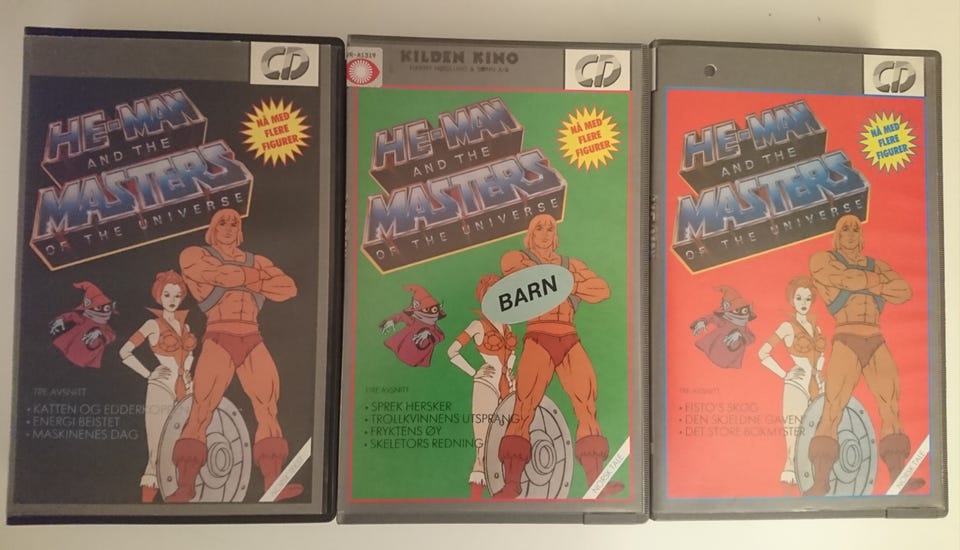 CD
HE-MAN
AND THE
MASTERS
OF THE UNIVERSE
NÅ MED
FLERE
FIGURER
TRE AVSNITT
• KATTEN OG EDDERKOPP
• ENERGI BEISTET
• MASKINENES DAG
KILDEN KINO
CD
HE-MAN
AND THE
MASTERS
OF THE UNIVERSE
NÅ MED
FLERE
FIGURER
BARN
TRE AVSNITT
• SPREK HERSKER
• TROLLKVINNENS UTSPRANG
• FRYKTENS ØY
• SKELETORS REDNING
NORSK TALE
CD
HE-MAN
AND THE
MASTERS
OF THE UNIVERSE
NÅ MED
FLERE
FIGURER
TRE AVSNITT
• FISTO'S SKOG
• DEN SKJELDNE GAVEN
• DET STORE BOKMYSTER
NORSK TALE